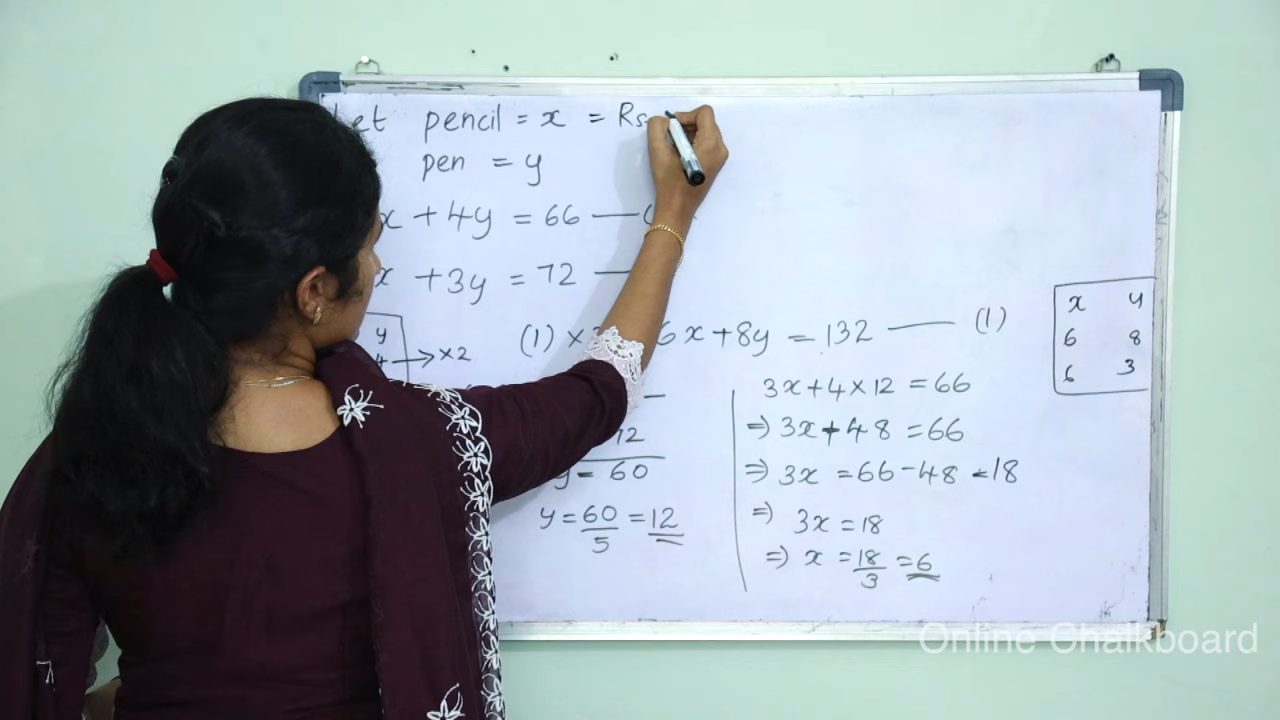 Let pencil = x = Rs
pen = y
x + 4y = 66 —
x + 3y = 72 —
y
4 → ×2
(1) × 6x + 8y = 132 — (1)
12
y = 60
y = 60/5 = 12
3x + 4 × 12 = 66
⇒ 3x + 48 = 66
⇒ 3x = 66 - 48 = 18
⇒ 3x = 18
⇒ x = 18/3 = 6
x y
6 8
6 3
Online Chalkboard